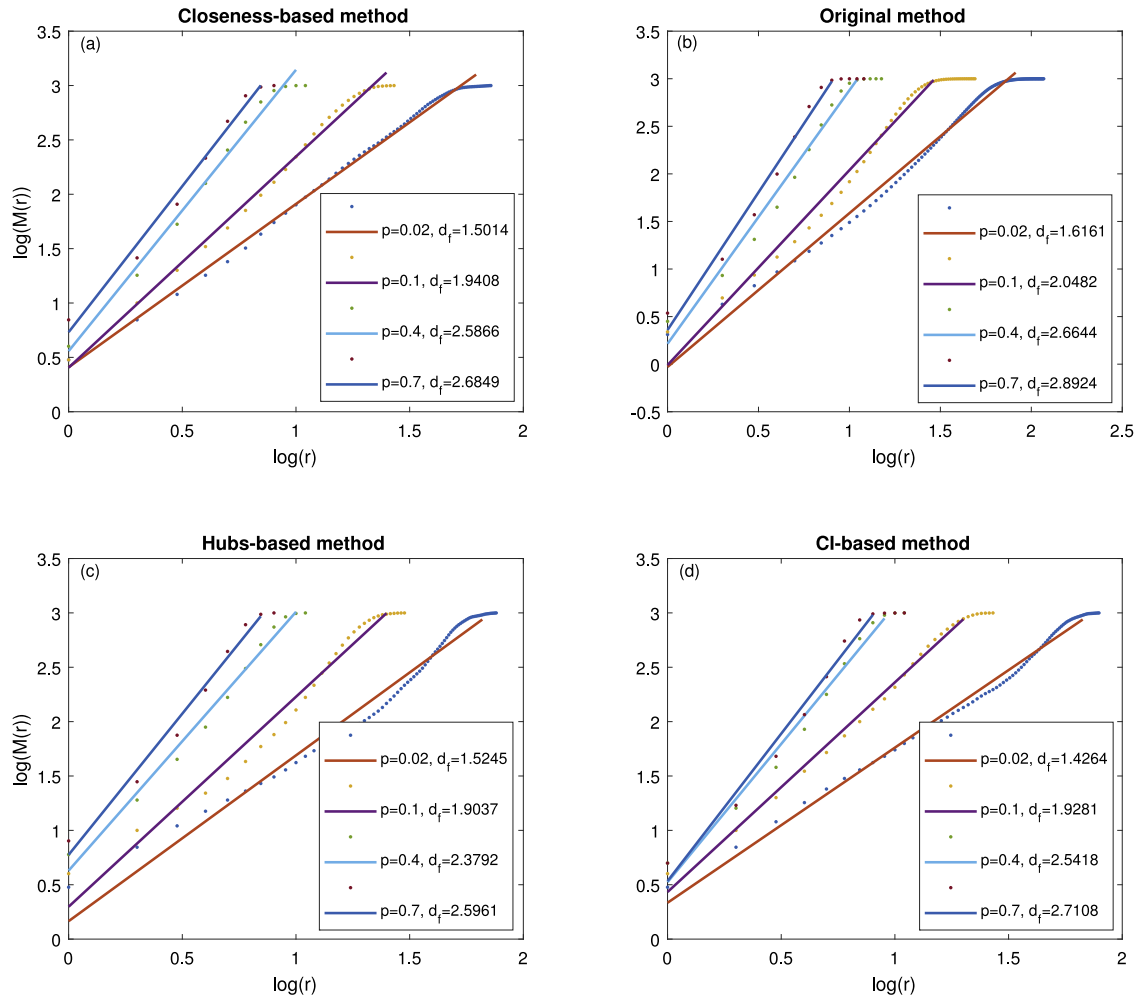 Closeness-based method
(a)
3.5
3
2.5
2
1.5
1
0.5
0
log(M(r))
p=0.02, d_f=1.5014
p=0.1, d_f=1.9408
p=0.4, d_f=2.5866
p=0.7, d_f=2.6849
0 0.5 1 1.5 2
log(r)
Original method
(b)
3.5
3
2.5
2
1.5
1
0.5
0
-0.5
p=0.02, d_f=1.6161
p=0.1, d_f=2.0482
p=0.4, d_f=2.6644
p=0.7, d_f=2.8924
0 0.5 1 1.5 2 2.5
log(r)
Hubs-based method
(c)
3.5
3
2.5
2
1.5
1
0.5
0
log(M(r))
p=0.02, d_f=1.5245
p=0.1, d_f=1.9037
p=0.4, d_f=2.3792
p=0.7, d_f=2.5961
0 0.5 1 1.5 2
log(r)
CI-based method
(d)
3.5
3
2.5
2
1.5
1
0.5
0
p=0.02, d_f=1.4264
p=0.1, d_f=1.9281
p=0.4, d_f=2.5418
p=0.7, d_f=2.7108
0 0.5 1 1.5 2
log(r)